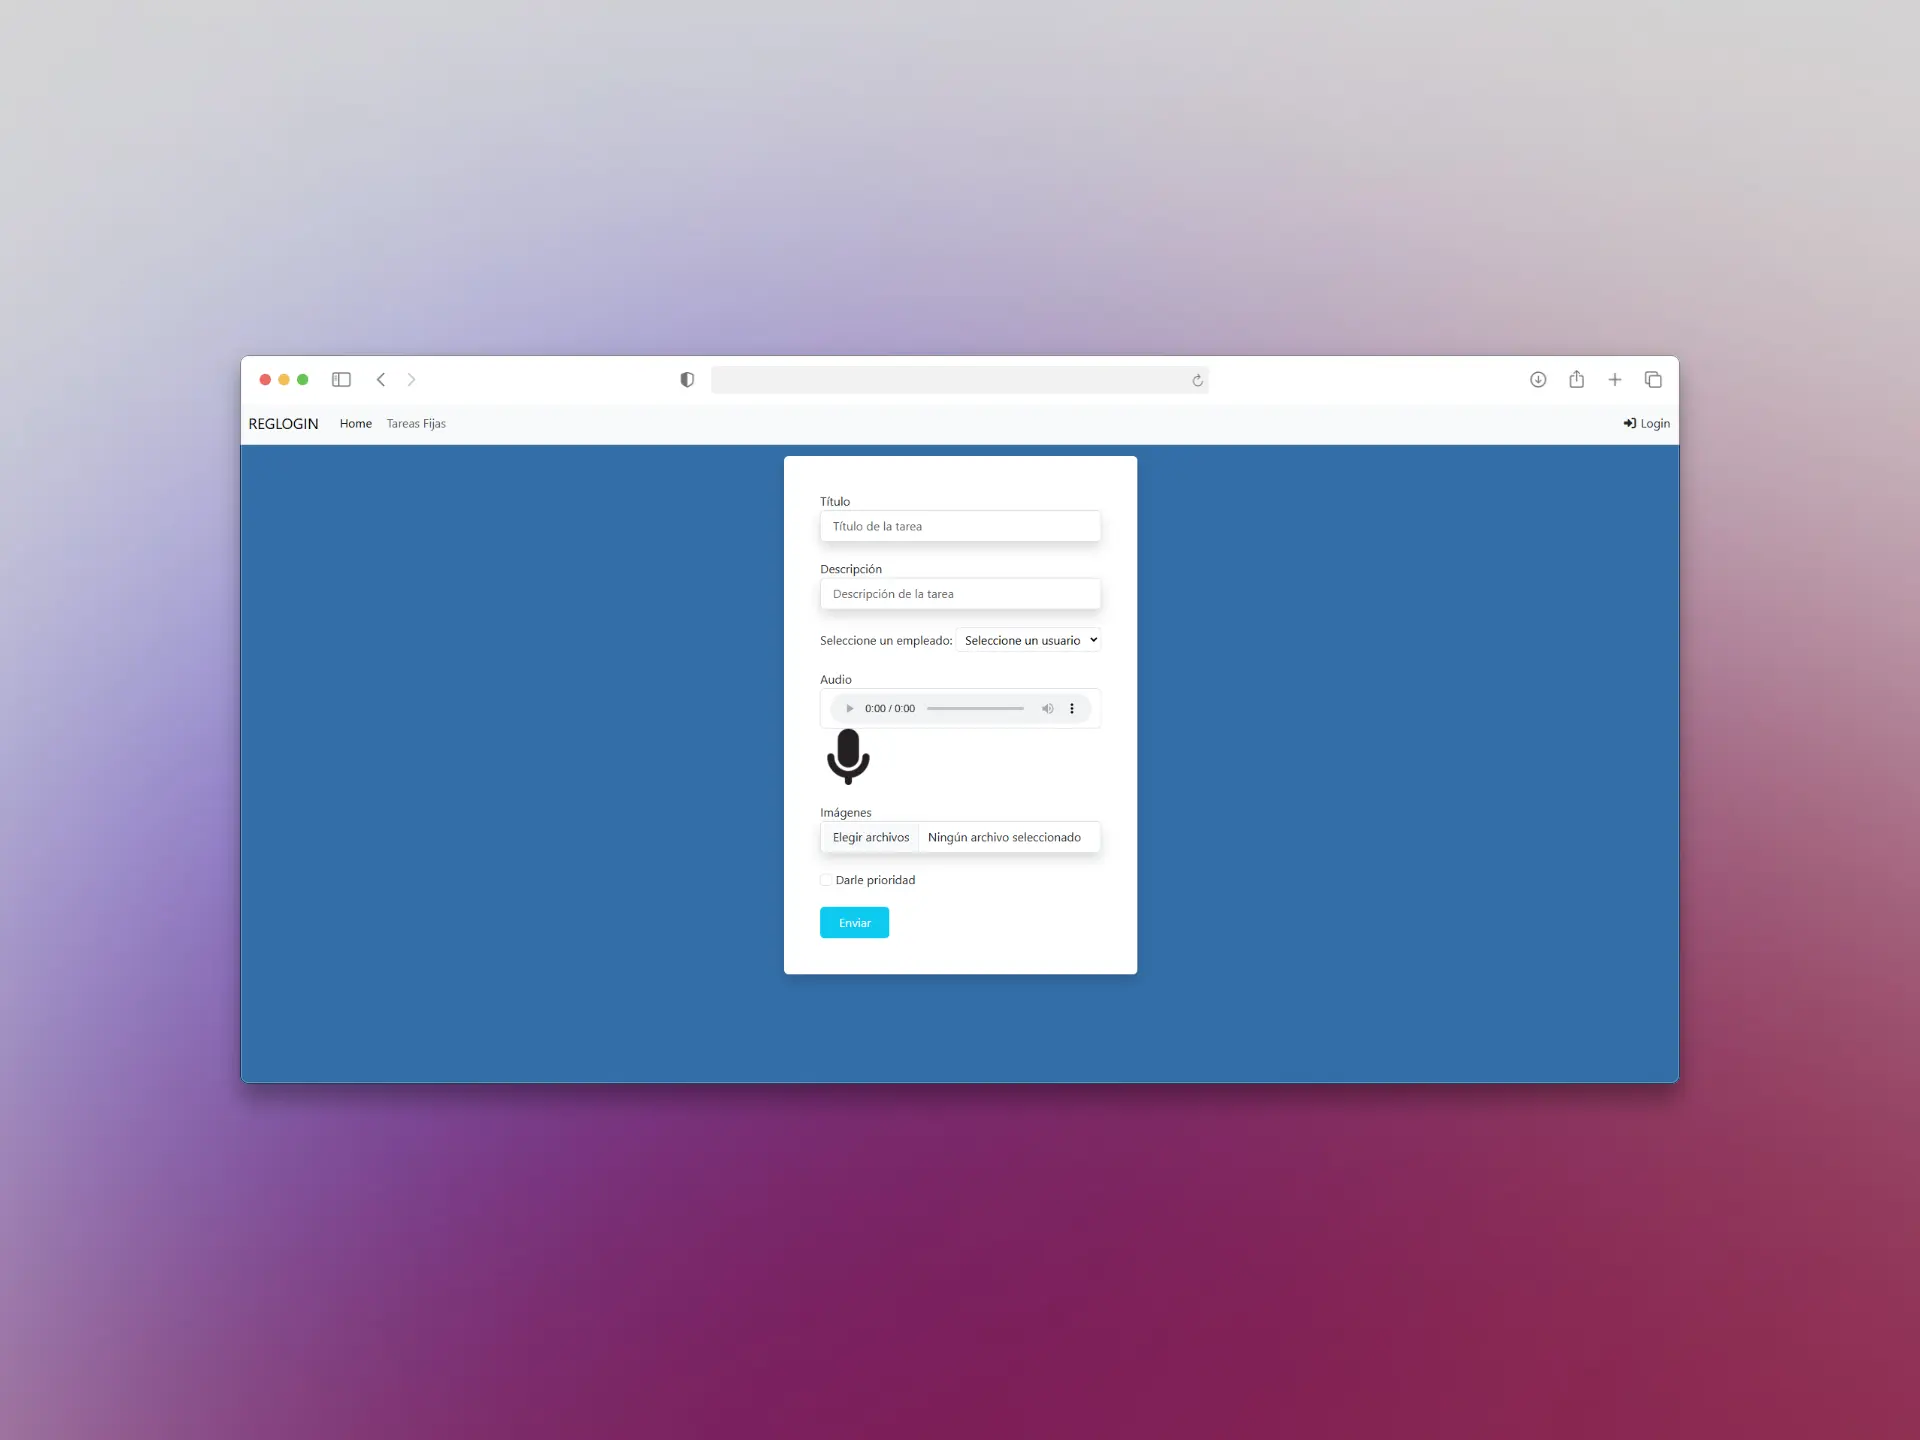 REGLOGIN Home Tareas Fijas Login
Título
Título de la tarea
Descripción
Descripción de la tarea
Seleccione un empleado: Seleccione un usuario
Audio
0:00 / 0:00
Imágenes
Elegir archivos Ningún archivo seleccionado
Darle prioridad
Enviar